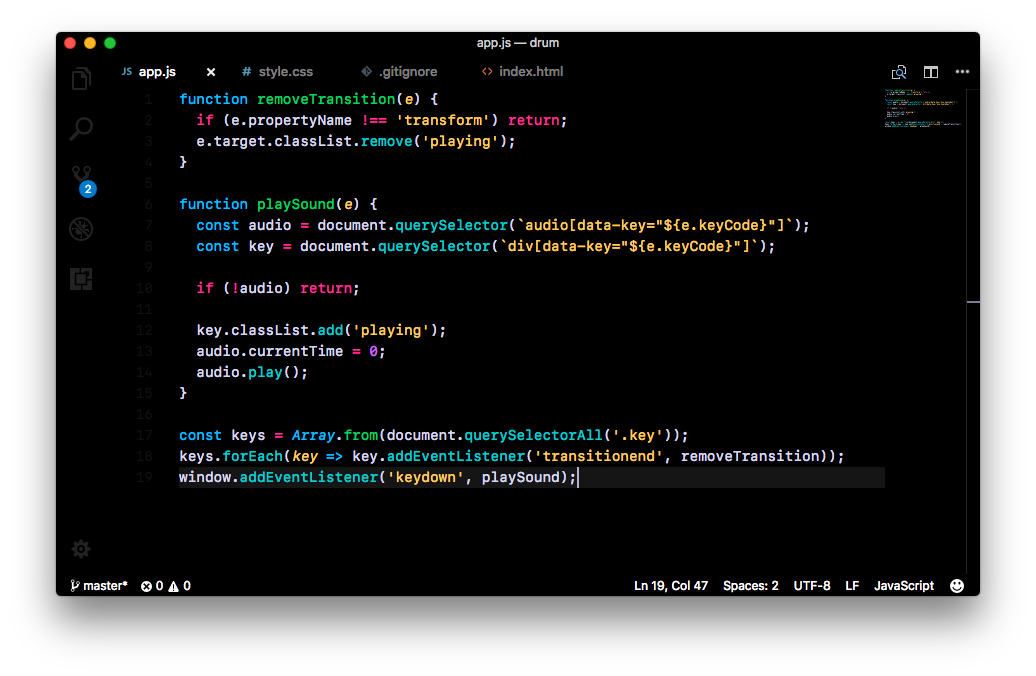 app.js — drum
JS app.js × # style.css .gitignore <> index.html
1 function removeTransition(e) {
2 if (e.propertyName !== 'transform') return;
3 e.target.classList.remove('playing');
4 }
5
6 function playSound(e) {
7 const audio = document.querySelector(`audio[data-key="${e.keyCode}"]`);
8 const key = document.querySelector(`div[data-key="${e.keyCode}"]`);
9
10 if (!audio) return;
11
12 key.classList.add('playing');
13 audio.currentTime = 0;
14 audio.play();
15 }
16
17 const keys = Array.from(document.querySelectorAll('.key'));
18 keys.forEach(key => key.addEventListener('transitionend', removeTransition));
19 window.addEventListener('keydown', playSound);
2
master* 0 0 Ln 19, Col 47 Spaces: 2 UTF-8 LF JavaScript